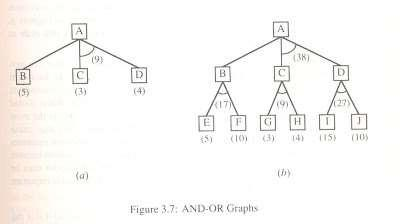 A
(9)
B
C
D
(5)
(3)
(4)
(a)
A
(38)
B
C
D
(17)
(9)
(27)
E
F
G
H
I
J
(5)
(10)
(3)
(4)
(15)
(10)
(b)
Figure 3.7: AND-OR Graphs